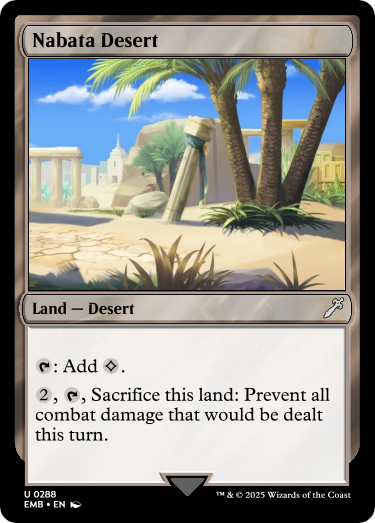 Nabata Desert
Land — Desert
: Add .
2, , Sacrifice this land: Prevent all
combat damage that would be dealt
this turn.
U 0288
EMB • EN
™ & © 2025 Wizards of the Coast